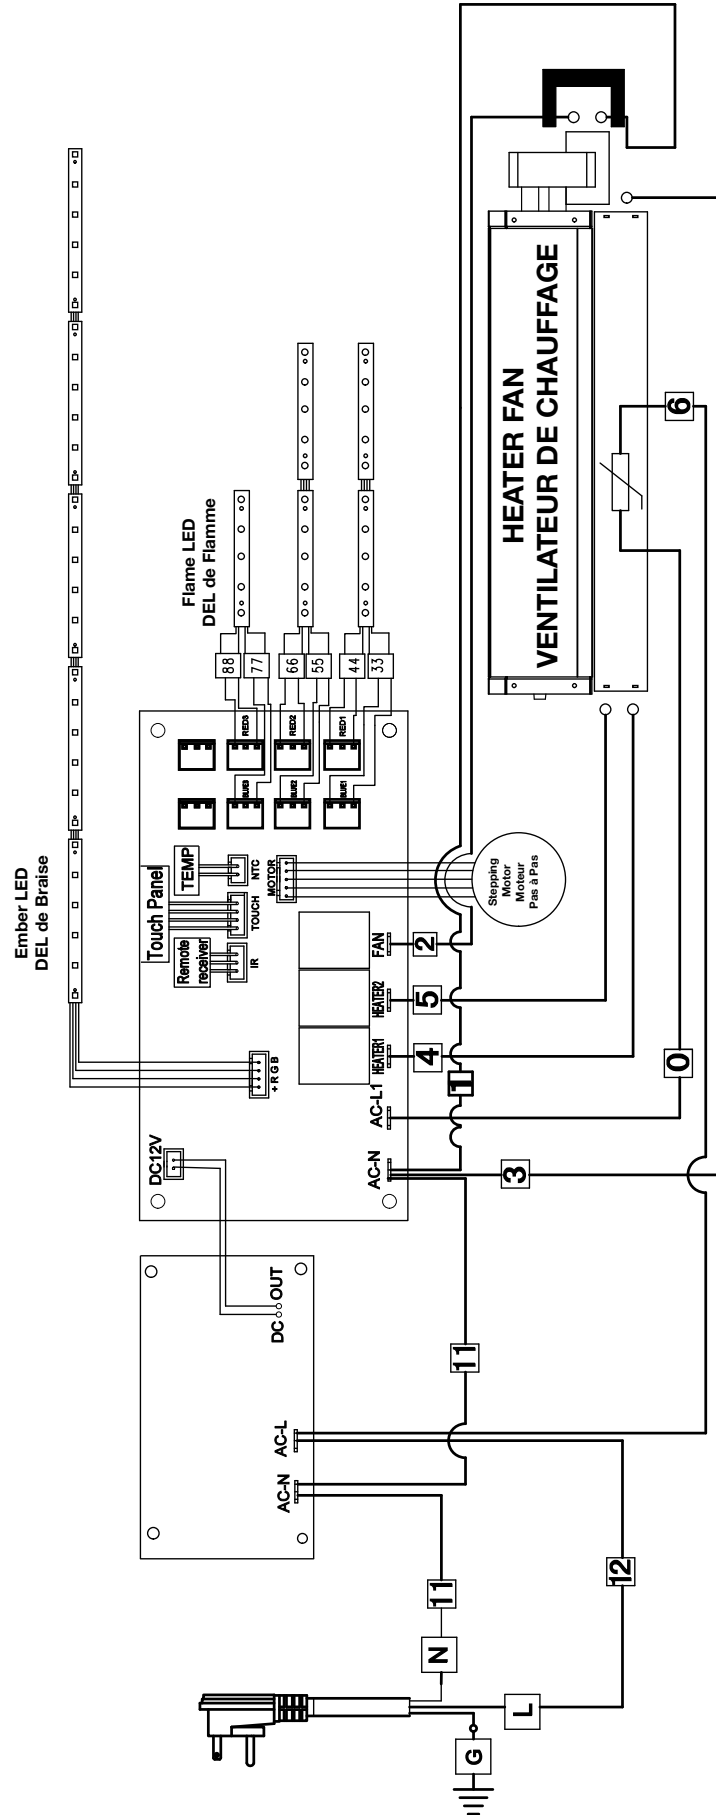 Ember LED
DEL de Braise
Flame LED
DEL de Flamme
HEATER FAN
VENTILATEUR DE CHAUFFAGE
88
77
66
55
44
33
RED3
RED2
RED1
BLUE3
BLUE2
BLUE1
Touch Panel
TEMP
NTC
TOUCH
Remote
receiver
IR
MOTOR
Stepping
Motor
Moteur
Pas à Pas
+ R G B
FAN
HEATER2
HEATER1
AC-L1
AC-N
DC12V
2
5
4
1
3
0
6
DC OUT
AC-L
AC-N
11
11
12
N
L
G